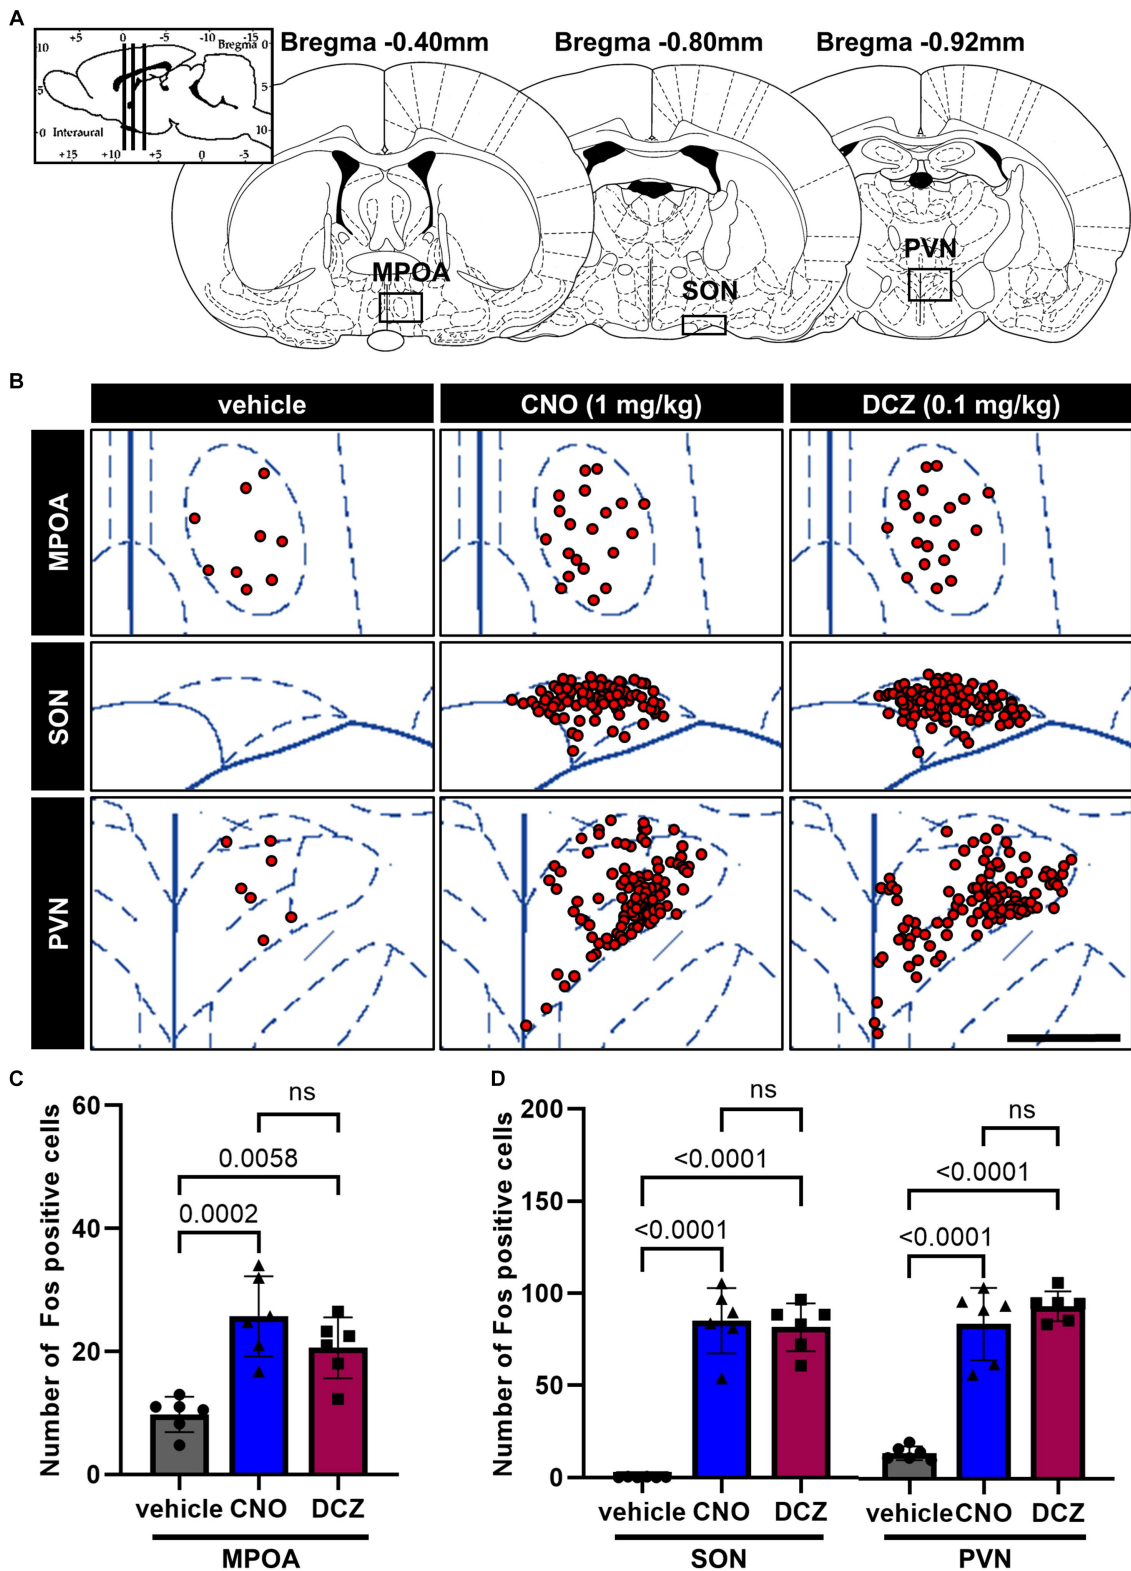 A
+5 0 -5 -10 -15
Bregma
10 0
5 5
0 Interaural 10
+15 +10 +5 0 -5
Bregma -0.40mm
Bregma -0.80mm
Bregma -0.92mm
MPOA
SON
PVN
B
vehicle
CNO (1 mg/kg)
DCZ (0.1 mg/kg)
MPOA
SON
PVN
C
Number of Fos positive cells
60
40
20
0
ns
0.0058
0.0002
vehicle CNO DCZ
MPOA
D
Number of Fos positive cells
200
150
100
50
0
ns
<0.0001
<0.0001
ns
<0.0001
<0.0001
vehicle CNO DCZ
vehicle CNO DCZ
SON
PVN